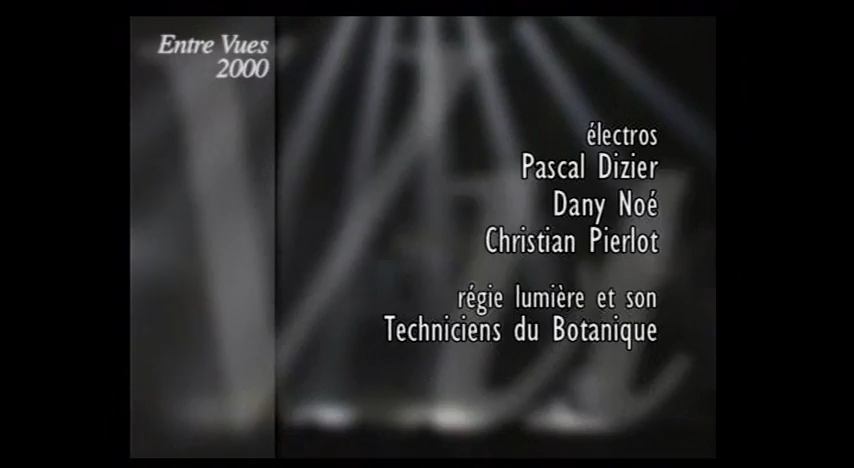 Entre Vues
2000
électros
Pascal Dizier
Dany Noé
Christian Pierlot
régie lumière et son
Techniciens du Botanique